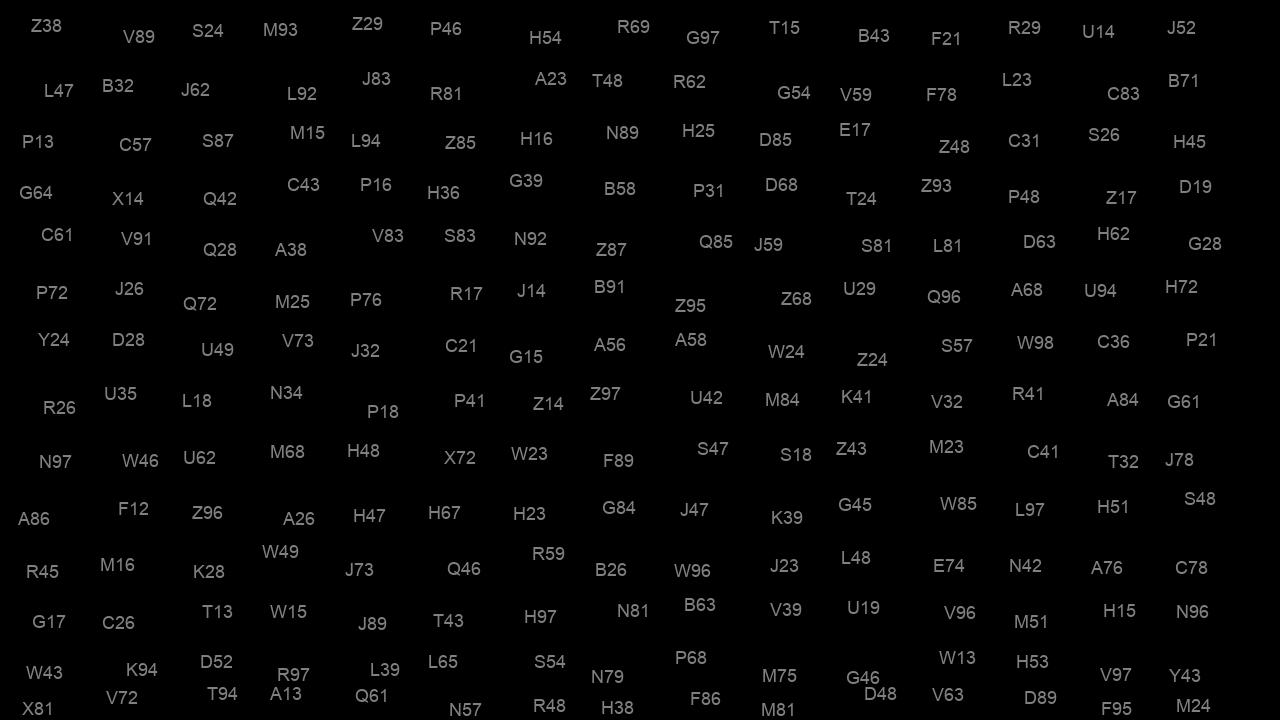 Z38 V89 S24 M93 Z29 P46 H54 R69 G97 T15 B43 F21 R29 U14 J52
L47 B32 J62 L92 J83 R81 A23 T48 R62 G54 V59 F78 L23 C83 B71
P13 C57 S87 M15 L94 Z85 H16 N89 H25 D85 E17 Z48 C31 S26 H45
G64 X14 Q42 C43 P16 H36 G39 B58 P31 D68 T24 Z93 P48 Z17 D19
C61 V91 Q28 A38 V83 S83 N92 Z87 Q85 J59 S81 L81 D63 H62 G28
P72 J26 Q72 M25 P76 R17 J14 B91 Z95 Z68 U29 Q96 A68 U94 H72
Y24 D28 U49 V73 J32 C21 G15 A56 A58 W24 Z24 S57 W98 C36 P21
R26 U35 L18 N34 P18 P41 Z14 Z97 U42 M84 K41 V32 R41 A84 G61
N97 W46 U62 M68 H48 X72 W23 F89 S47 S18 Z43 M23 C41 T32 J78
A86 F12 Z96 A26 H47 H67 H23 G84 J47 K39 G45 W85 L97 H51 S48
R45 M16 K28 W49 J73 Q46 R59 B26 W96 J23 L48 E74 N42 A76 C78
G17 C26 T13 W15 J89 T43 H97 N81 B63 V39 U19 V96 M51 H15 N96
W43 K94 D52 R97 L39 L65 S54 N79 P68 M75 G46 W13 H53 V97 Y43
X81 V72 T94 A13 Q61 N57 R48 H38 F86 M81 D48 V63 D89 F95 M24